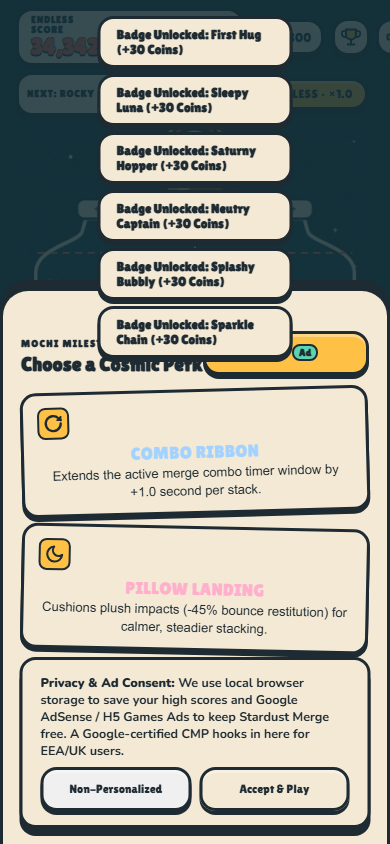 ENDLESS
SCORE
34,343
Badge Unlocked: First Hug
(+30 Coins)
Badge Unlocked: Sleepy
Luna (+30 Coins)
NEXT: ROCKY
LESS · ×1.0
Badge Unlocked: Saturny
Hopper (+30 Coins)
Badge Unlocked: Neutry
Captain (+30 Coins)
Badge Unlocked: Splashy
Bubbly (+30 Coins)
Badge Unlocked: Sparkle
Chain (+30 Coins)
Choose a Cosmic Perk
Ad
COMBO RIBBON
Extends the active merge combo timer window by
+1.0 second per stack.
PILLOW LANDING
Cushions plush impacts (-45% bounce restitution) for
calmer, steadier stacking.
Privacy & Ad Consent: We use local browser
storage to save your high scores and Google
AdSense / H5 Games Ads to keep Stardust Merge
free. A Google-certified CMP hooks in here for
EEA/UK users.
Non-Personalized
Accept & Play